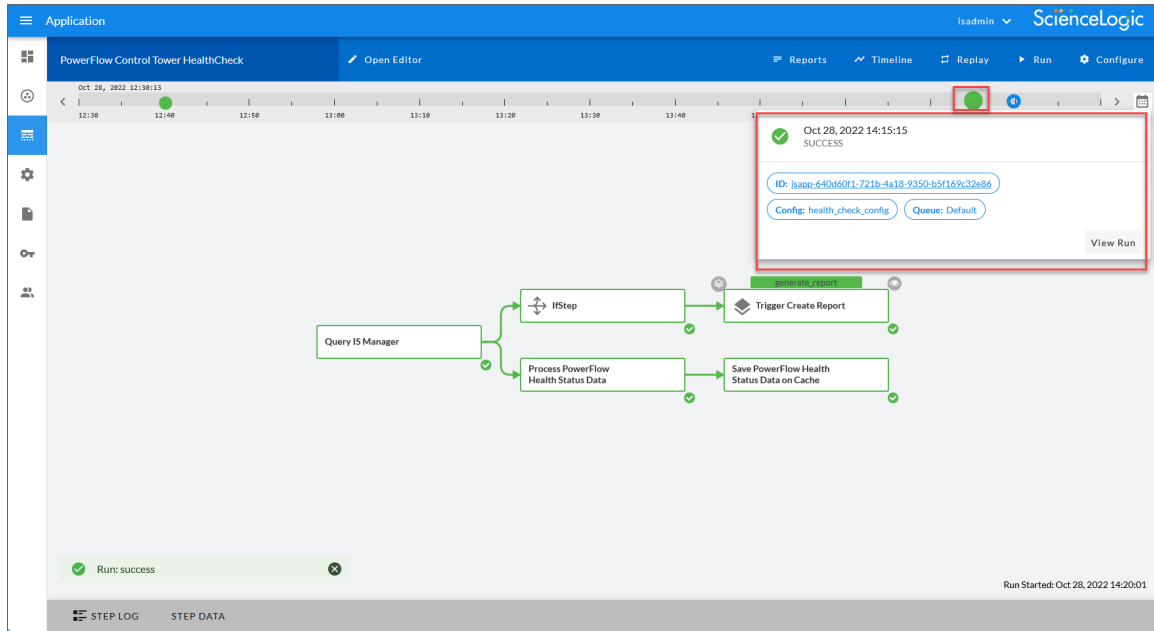 Application
isadmin
ScienceLogic
PowerFlow Control Tower HealthCheck
Open Editor
Reports
Timeline
Replay
Run
Configure
Oct 28, 2022 12:30:13
12:30
12:40
12:50
13:00
13:10
13:20
13:30
13:40
Oct 28, 2022 14:15:15
SUCCESS
ID: isapp-640d60f1-721b-4a18-9350-b5f169c32e86
Config: health_check_config
Queue: Default
View Run
generate_report
IfStep
Trigger Create Report
Query IS Manager
Process PowerFlow
Health Status Data
Save PowerFlow Health
Status Data on Cache
Run: success
Run Started: Oct 28, 2022 14:20:01
STEP LOG
STEP DATA